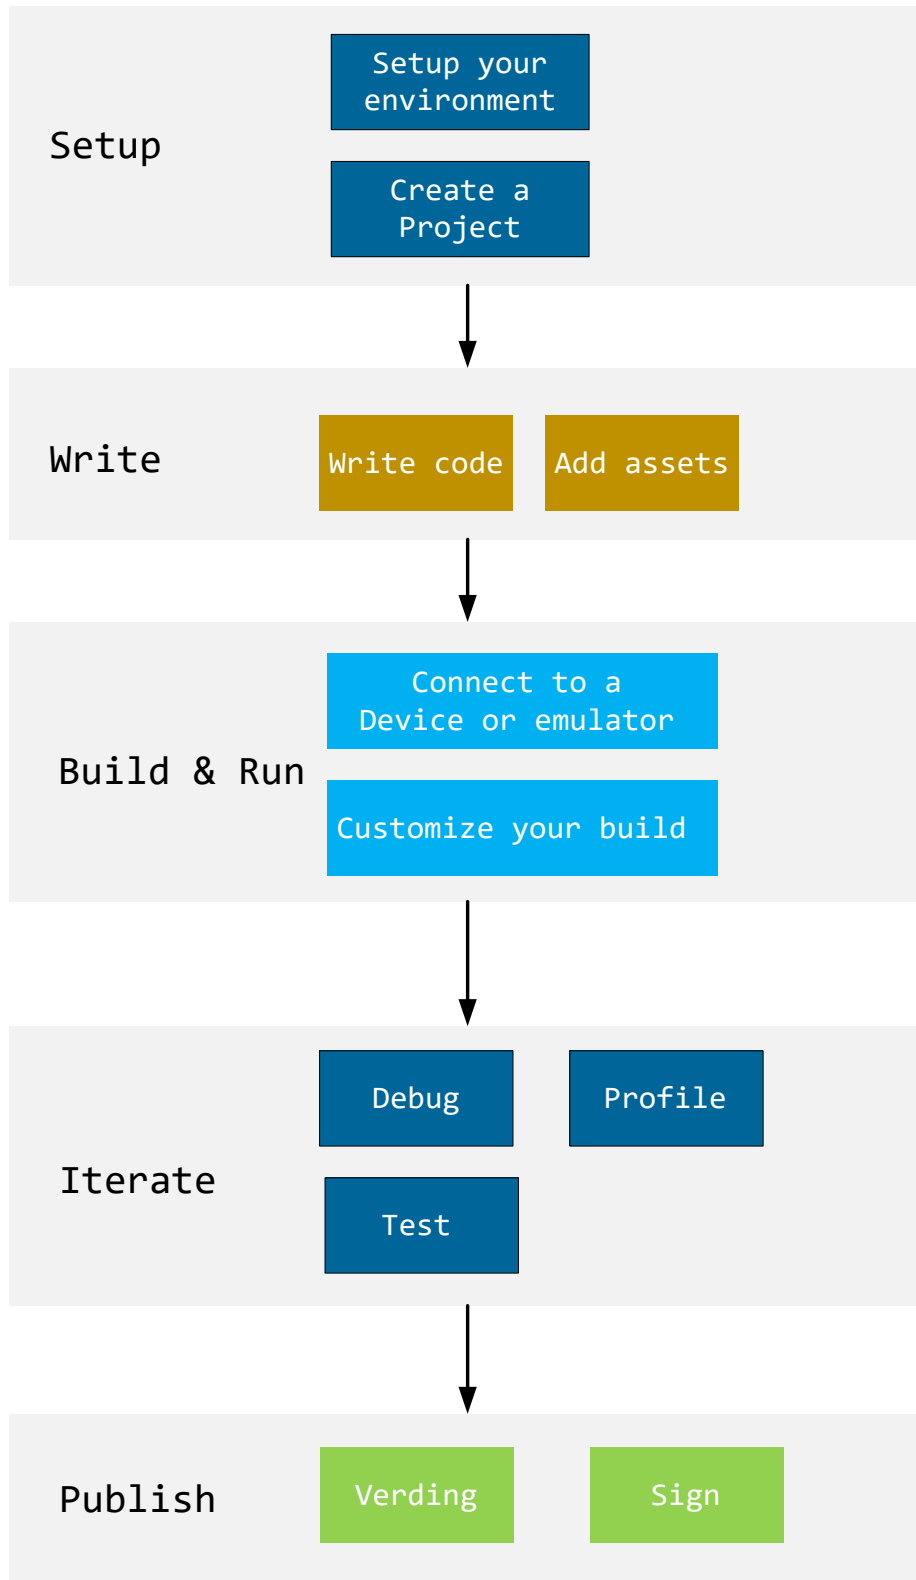 Setup
Setup your
environment
Create a
Project
Write
Write code
Add assets
Build & Run
Connect to a
Device or emulator
Customize your build
Iterate
Debug
Profile
Test
Publish
Verding
Sign